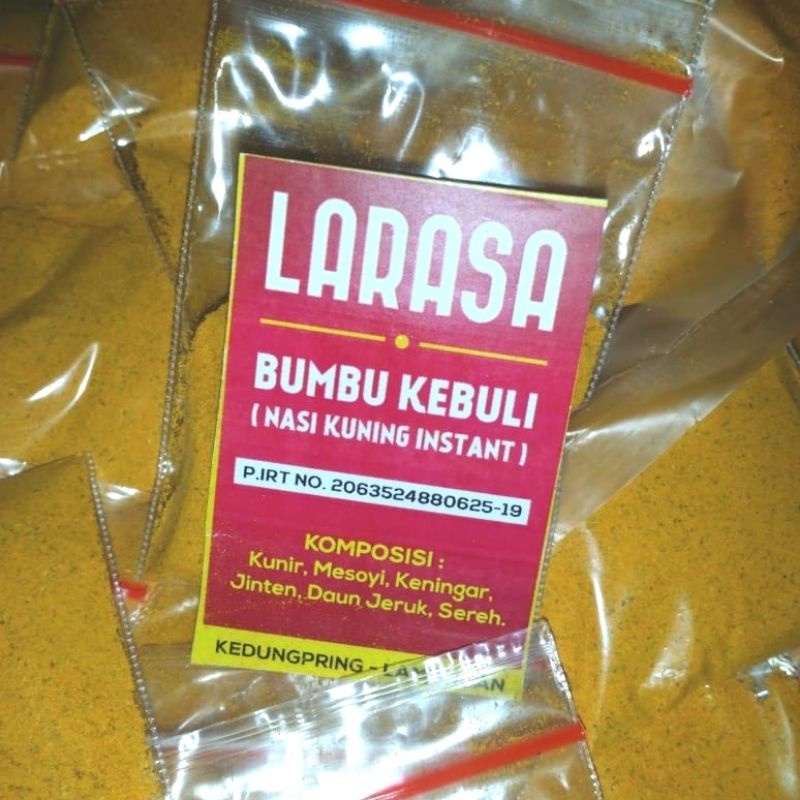 LARASA
BUMBU KEBULI
( NASI KUNING INSTANT )
P.IRT NO. 2063524880625-19
KOMPOSISI :
Kunir, Mesoyi, Keningar,
Jinten, Daun Jeruk, Sereh.
KEDUNGPRING -